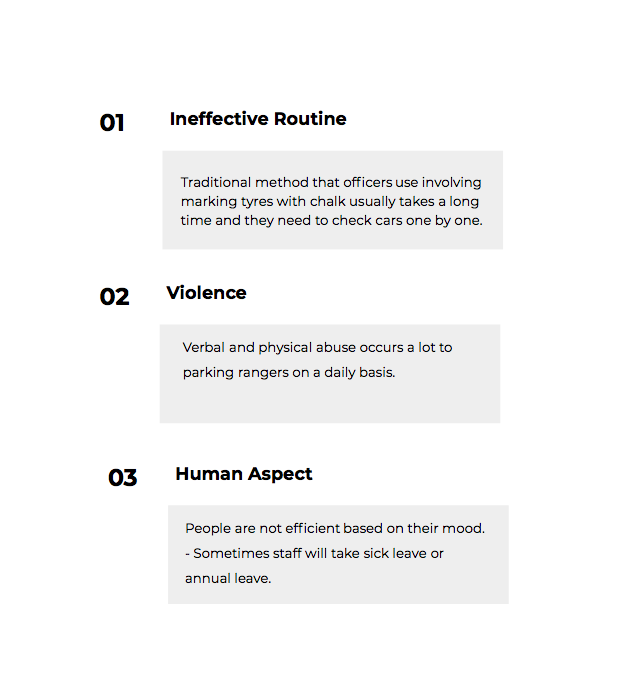 01 Ineffective Routine
Traditional method that officers use involving
marking tyres with chalk usually takes a long
time and they need to check cars one by one.
02 Violence
Verbal and physical abuse occurs a lot to
parking rangers on a daily basis.
03 Human Aspect
People are not efficient based on their mood.
- Sometimes staff will take sick leave or
annual leave.